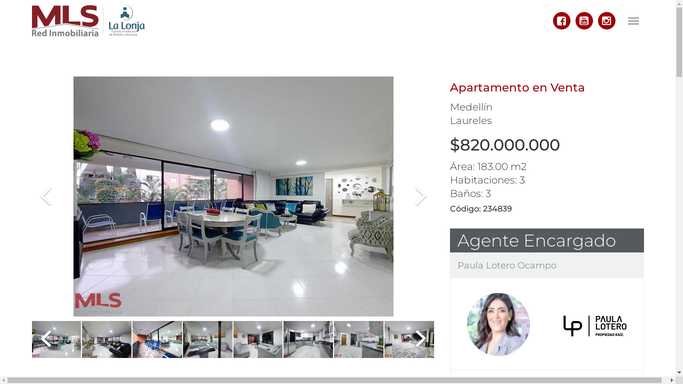 MLS
Red Inmobiliaria
La Lonja
Apartamento en Venta
Medellín
Laureles
$820.000.000
Área: 183.00 m2
Habitaciones: 3
Baños: 3
Código: 234839
Agente Encargado
Paula Lotero Ocampo
MLS
LP PAULA
LOTERO
PROPIEDAD RAÍZ.